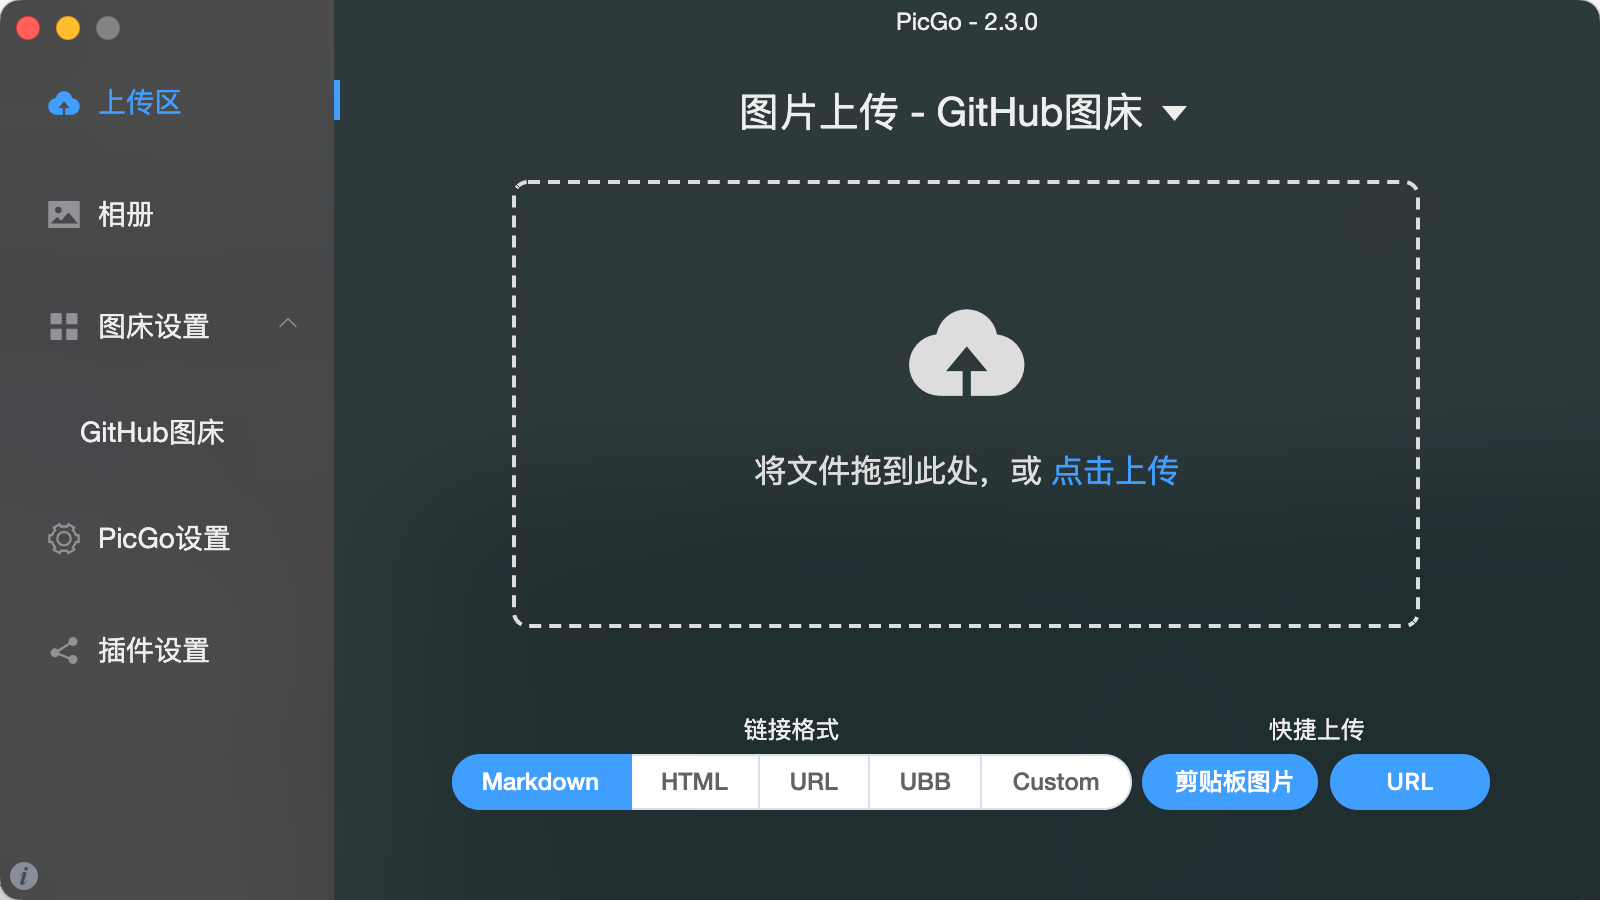 PicGo - 2.3.0
上传区
相册
图床设置
GitHub图床
PicGo设置
插件设置
图片上传 - GitHub图床
将文件拖到此处，或 点击上传
链接格式
Markdown HTML URL UBB Custom
快捷上传
剪贴板图片 URL
i